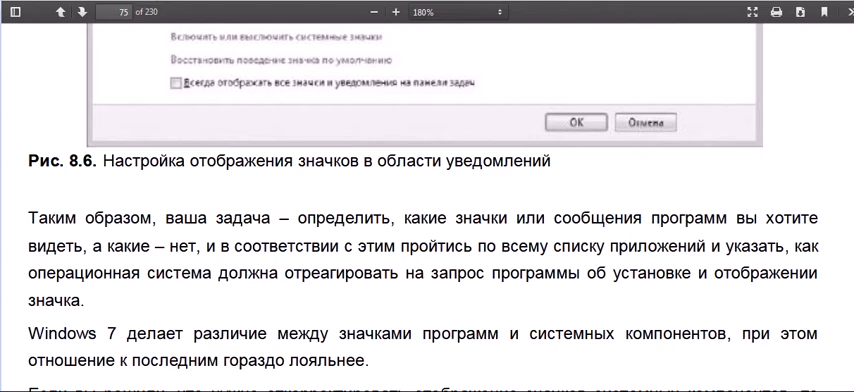 75 of 230 180%
Включить или выключить системные значки
Восстановить поведение значка по умолчанию
Всегда отображать все значки и уведомления на панели задач
ОК Отмена
Рис. 8.6. Настройка отображения значков в области уведомлений
Таким образом, ваша задача – определить, какие значки или сообщения программ вы хотите
видеть, а какие – нет, и в соответствии с этим пройтись по всему списку приложений и указать, как
операционная система должна отреагировать на запрос программы об установке и отображении
значка.
Windows 7 делает различие между значками программ и системных компонентов, при этом
отношение к последним гораздо лояльнее.